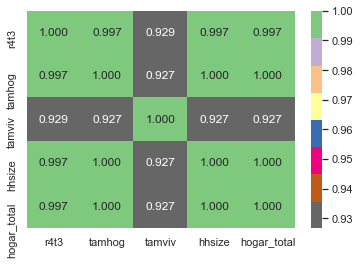 r4t3 1.000 0.997 0.929 0.997 0.997
tamhog 0.997 1.000 0.927 1.000 1.000
tamviv 0.929 0.927 1.000 0.927 0.927
hhsize 0.997 1.000 0.927 1.000 1.000
hogar_total 0.997 1.000 0.927 1.000 1.000
r4t3 tamhog tamviv hhsize hogar_total
1.00
0.99
0.98
0.97
0.96
0.95
0.94
0.93